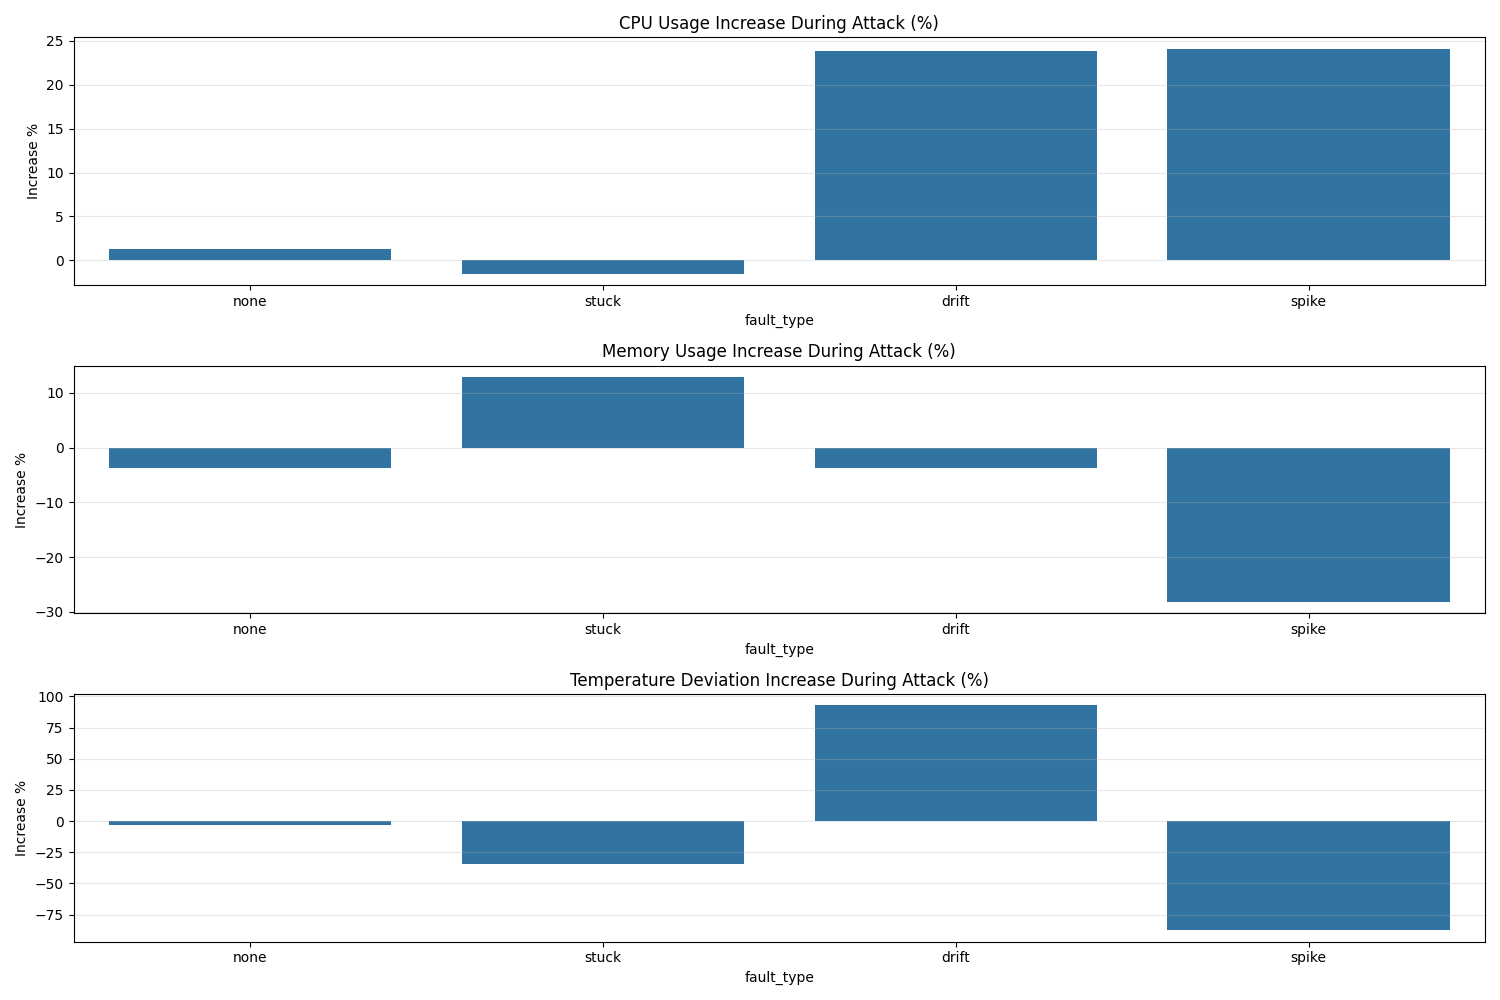 CPU Usage Increase During Attack (%)
25
20
15
10
5
0
Increase %
none stuck drift spike
fault_type
Memory Usage Increase During Attack (%)
10
0
−10
−20
−30
Increase %
none stuck drift spike
fault_type
Temperature Deviation Increase During Attack (%)
100
75
50
25
0
−25
−50
−75
Increase %
none stuck drift spike
fault_type